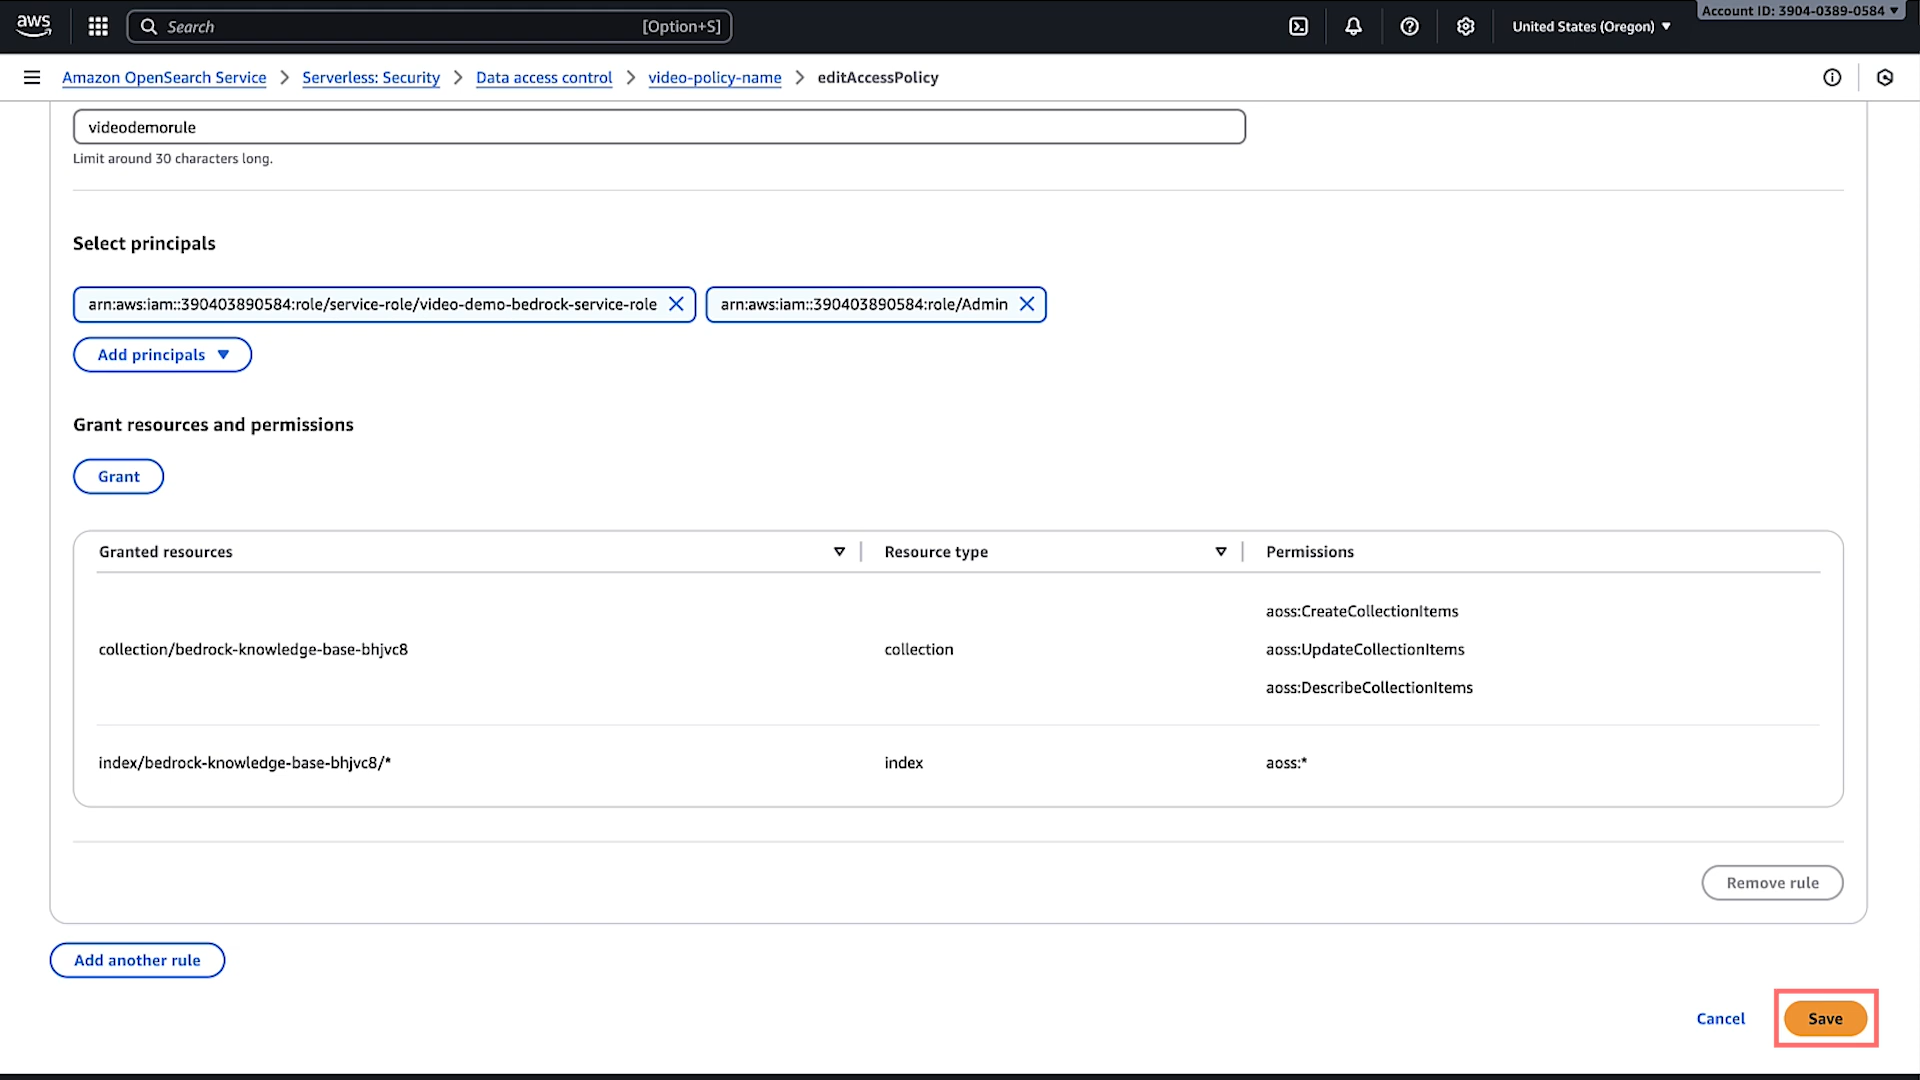 aws
Search
[Option+S]
United States (Oregon)
Account ID: 3904-0389-0584
Amazon OpenSearch Service
Serverless: Security
Data access control
video-policy-name
editAccessPolicy
videodemorule
Limit around 30 characters long.
Select principals
arn:aws:iam::390403890584:role/service-role/video-demo-bedrock-service-role
arn:aws:iam::390403890584:role/Admin
Add principals
Grant resources and permissions
Grant
Granted resources
Resource type
Permissions
collection/bedrock-knowledge-base-bhjvc8
collection
aoss:CreateCollectionItems
aoss:UpdateCollectionItems
aoss:DescribeCollectionItems
index/bedrock-knowledge-base-bhjvc8/*
index
aoss:*
Remove rule
Add another rule
Cancel
Save